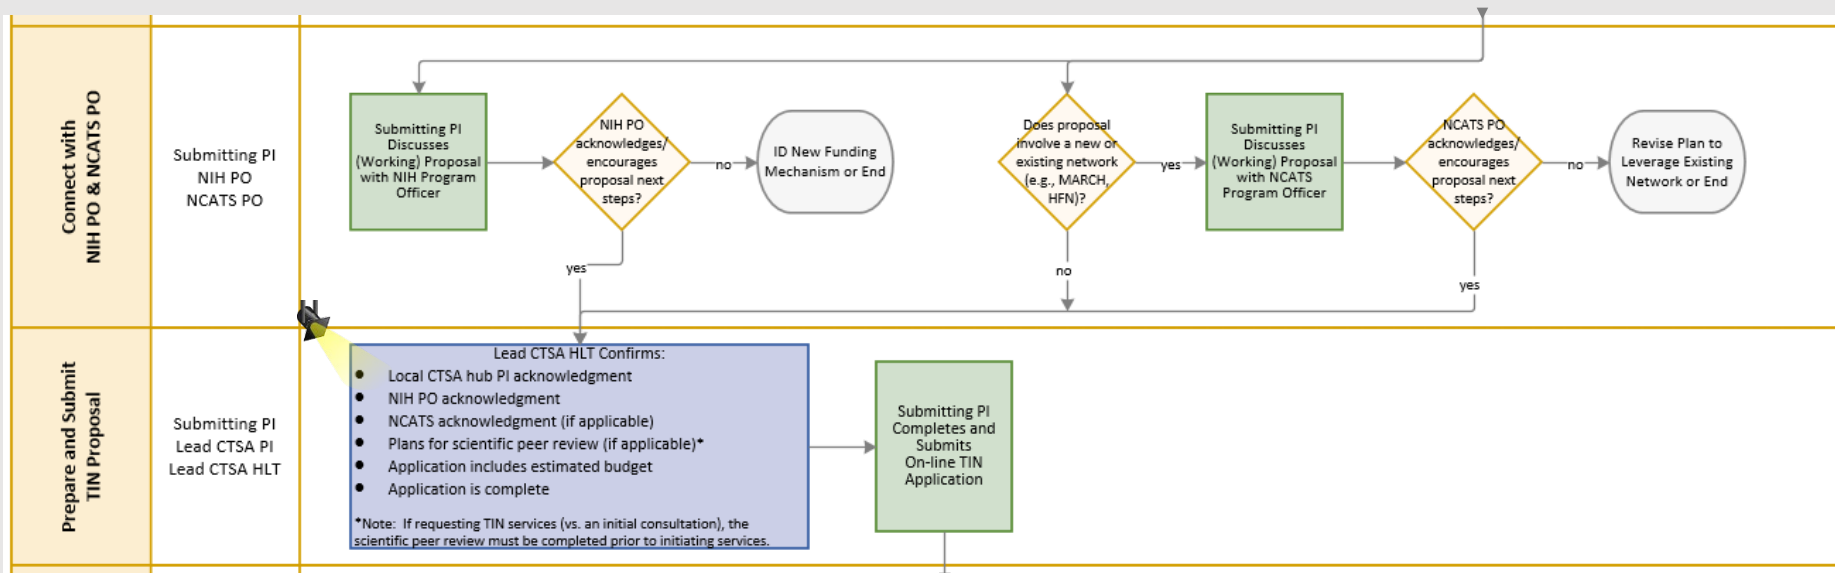 Connect with
NIH PO & NCATS PO
Submitting PI
NIH PO
NCATS PO
Submitting PI
Discusses
(Working) Proposal
with NIH Program
Officer
NIH PO
acknowledges/
encourages
proposal next
steps?
no
ID New Funding
Mechanism or End
yes
Does proposal
involve a new or
existing network
(e.g., MARCH,
HFN)?
yes
no
Submitting PI
Discusses
(Working) Proposal
with NCATS
Program Officer
NCATS PO
acknowledges/
encourages
proposal next
steps?
no
yes
Revise Plan to
Leverage Existing
Network or End
Prepare and Submit
TIN Proposal
Submitting PI
Lead CTSA PI
Lead CTSA HLT
Lead CTSA HLT Confirms:
● Local CTSA hub PI acknowledgment
● NIH PO acknowledgment
● NCATS acknowledgment (if applicable)
● Plans for scientific peer review (if applicable)*
● Application includes estimated budget
● Application is complete
*Note: If requesting TIN services (vs. an initial consultation), the
scientific peer review must be completed prior to initiating services.
Submitting PI
Completes and
Submits
On-line TIN
Application